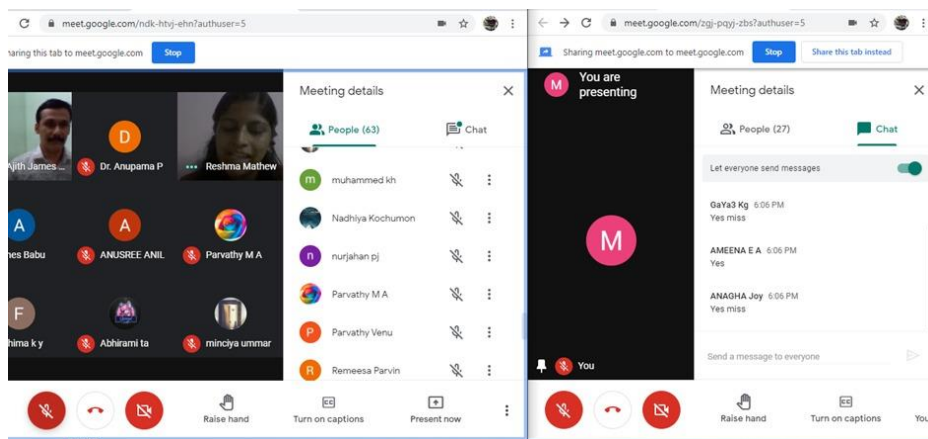 meet.google.com/ndk-htvj-ehn?authuser=5
haring this tab to meet.google.com Stop
Ajith James ...
D
Dr. Anupama P
Reshma Mathew
A
nes Babu
A
ANUSREE ANIL
Parvathy M A
F
hima k y
Abhirami ta
minciya ummar
Meeting details
People (63)
Chat
m muhammed kh
Nadhiya Kochumon
n nurjahan pj
Parvathy M A
P Parvathy Venu
R Remeesa Parvin
Raise hand
CC
Turn on captions
Present now
meet.google.com/zgj-pqyj-zbs?authuser=5
Sharing meet.google.com to meet.google.com Stop Share this tab instead
M
You are
presenting
M
You
Meeting details
People (27)
Chat
Let everyone send messages
GaYa3 Kg 6:06 PM
Yes miss
AMEENA E A 6:06 PM
Yes
ANAGHA Joy 6:06 PM
Yes miss
Send a message to everyone
Raise hand
CC
Turn on captions
You